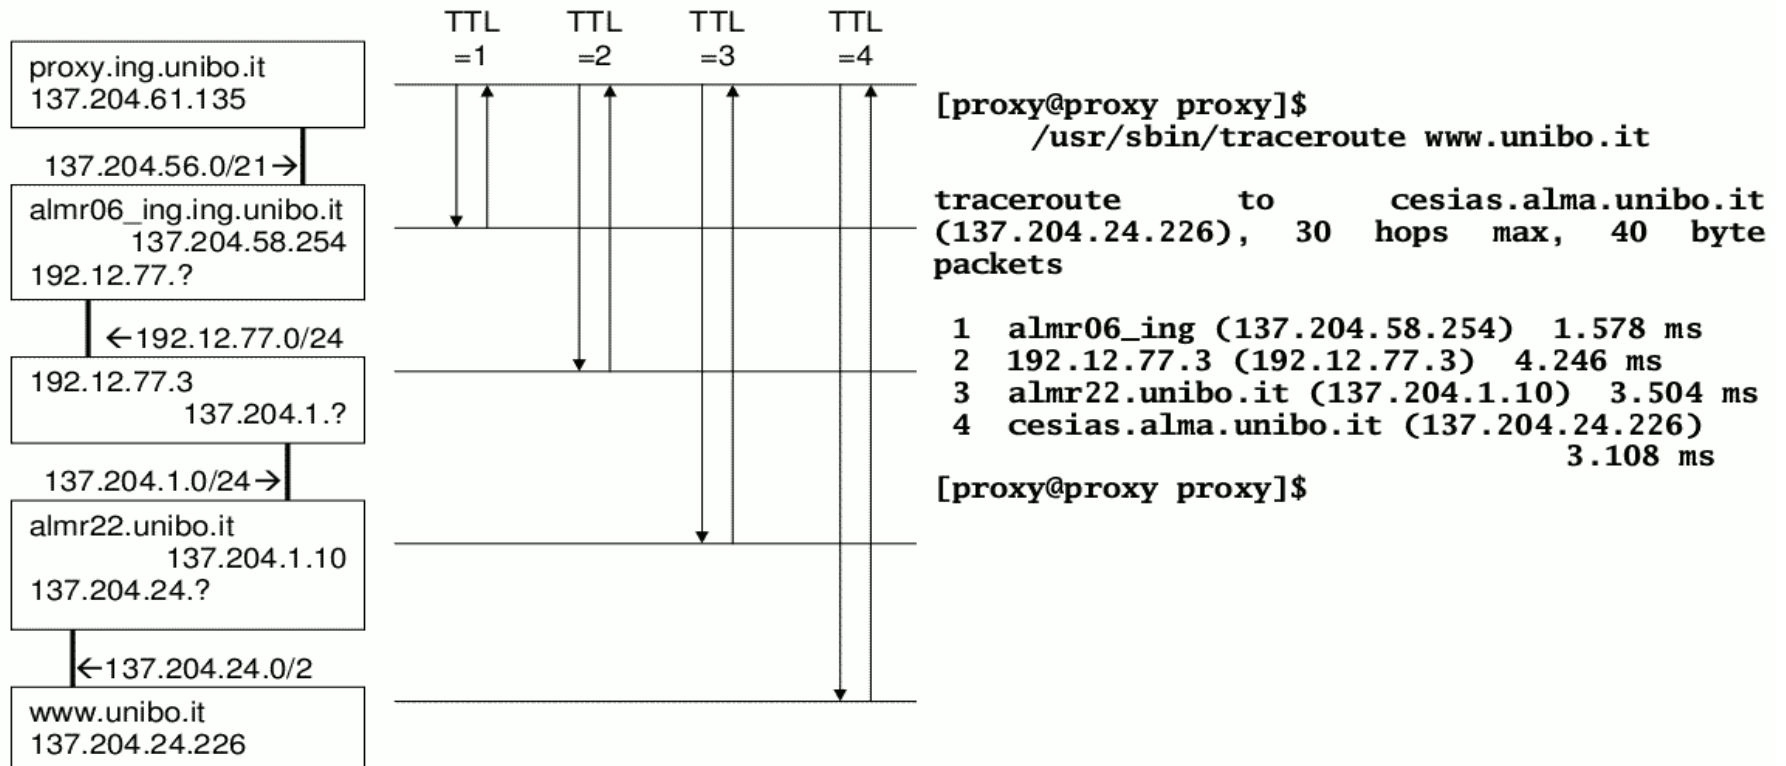 TTL
=1
TTL
=2
TTL
=3
TTL
=4
proxy.ing.unibo.it
137.204.61.135
137.204.56.0/21→
almr06_ing.ing.unibo.it
137.204.58.254
192.12.77.?
←192.12.77.0/24
192.12.77.3
137.204.1.?
137.204.1.0/24→
almr22.unibo.it
137.204.1.10
137.204.24.?
←137.204.24.0/2
www.unibo.it
137.204.24.226
[proxy@proxy proxy]$
/usr/sbin/traceroute www.unibo.it
traceroute to cesias.alma.unibo.it
(137.204.24.226), 30 hops max, 40 byte
packets
1 almr06_ing (137.204.58.254) 1.578 ms
2 192.12.77.3 (192.12.77.3) 4.246 ms
3 almr22.unibo.it (137.204.1.10) 3.504 ms
4 cesias.alma.unibo.it (137.204.24.226)
3.108 ms
[proxy@proxy proxy]$